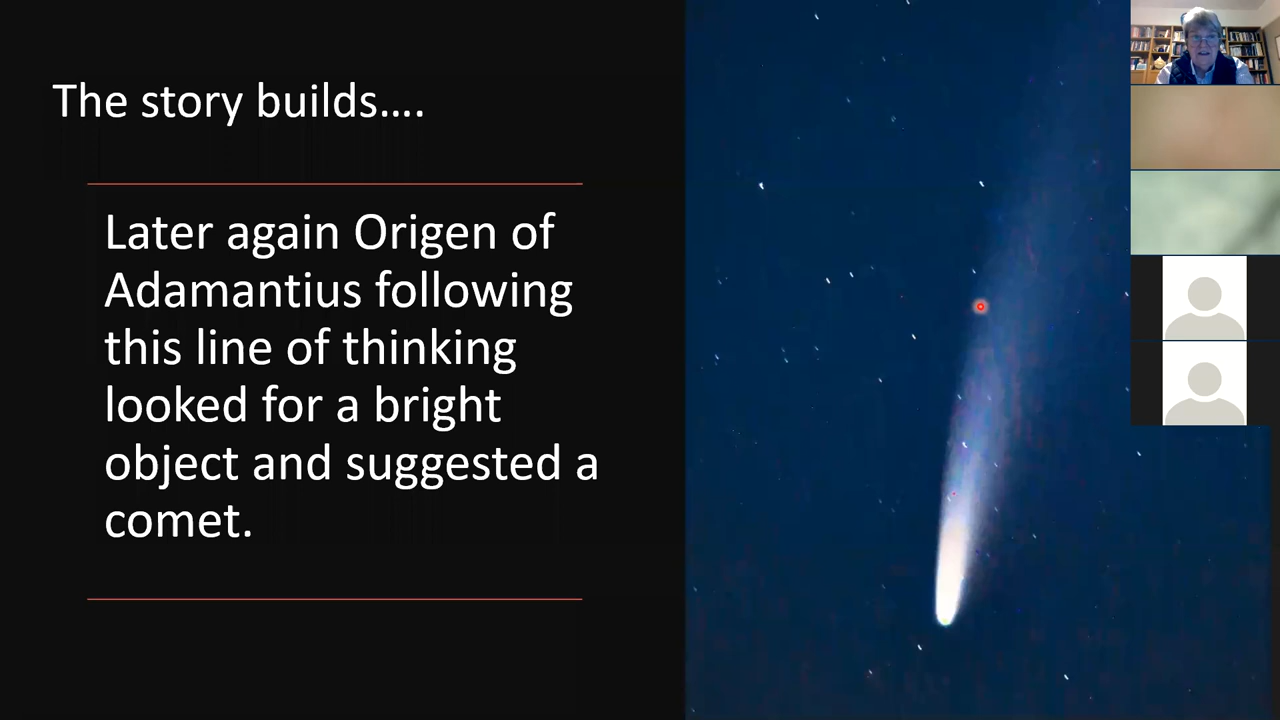 The story builds....
Later again Origen of
Adamantius following
this line of thinking
looked for a bright
object and suggested a
comet.